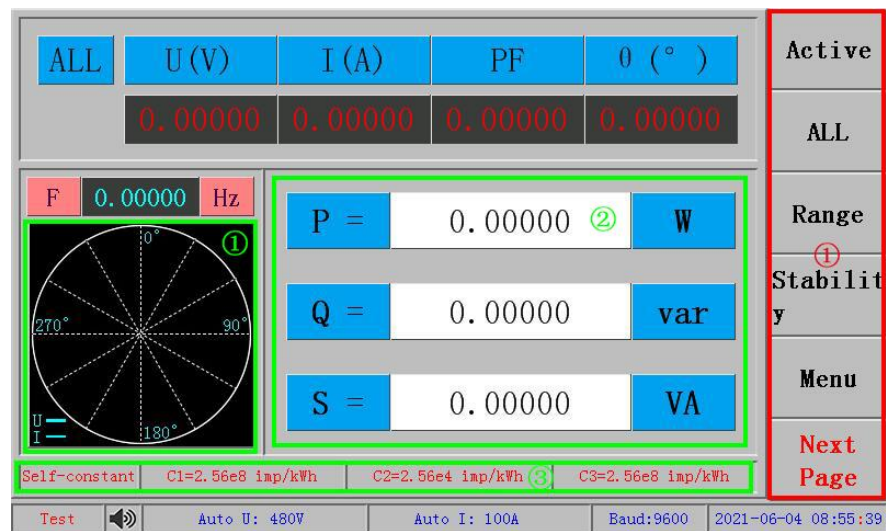 ALL U(V) I(A) PF θ(° )
0.00000 0.00000 0.00000 0.00000
F 0.00000 Hz
① 0°
270° 90°
U
I 180°
P = 0.00000 ② W
Q = 0.00000 var
S = 0.00000 VA
Self-constant C1=2.56e8 imp/kWh C2=2.56e4 imp/kWh ③ C3=2.56e8 imp/kWh
Active
ALL
Range
①
Stabilit
y
Menu
Next
Page
Test Auto U: 480V Auto I: 100A Baud:9600 2021-06-04 08:55:39